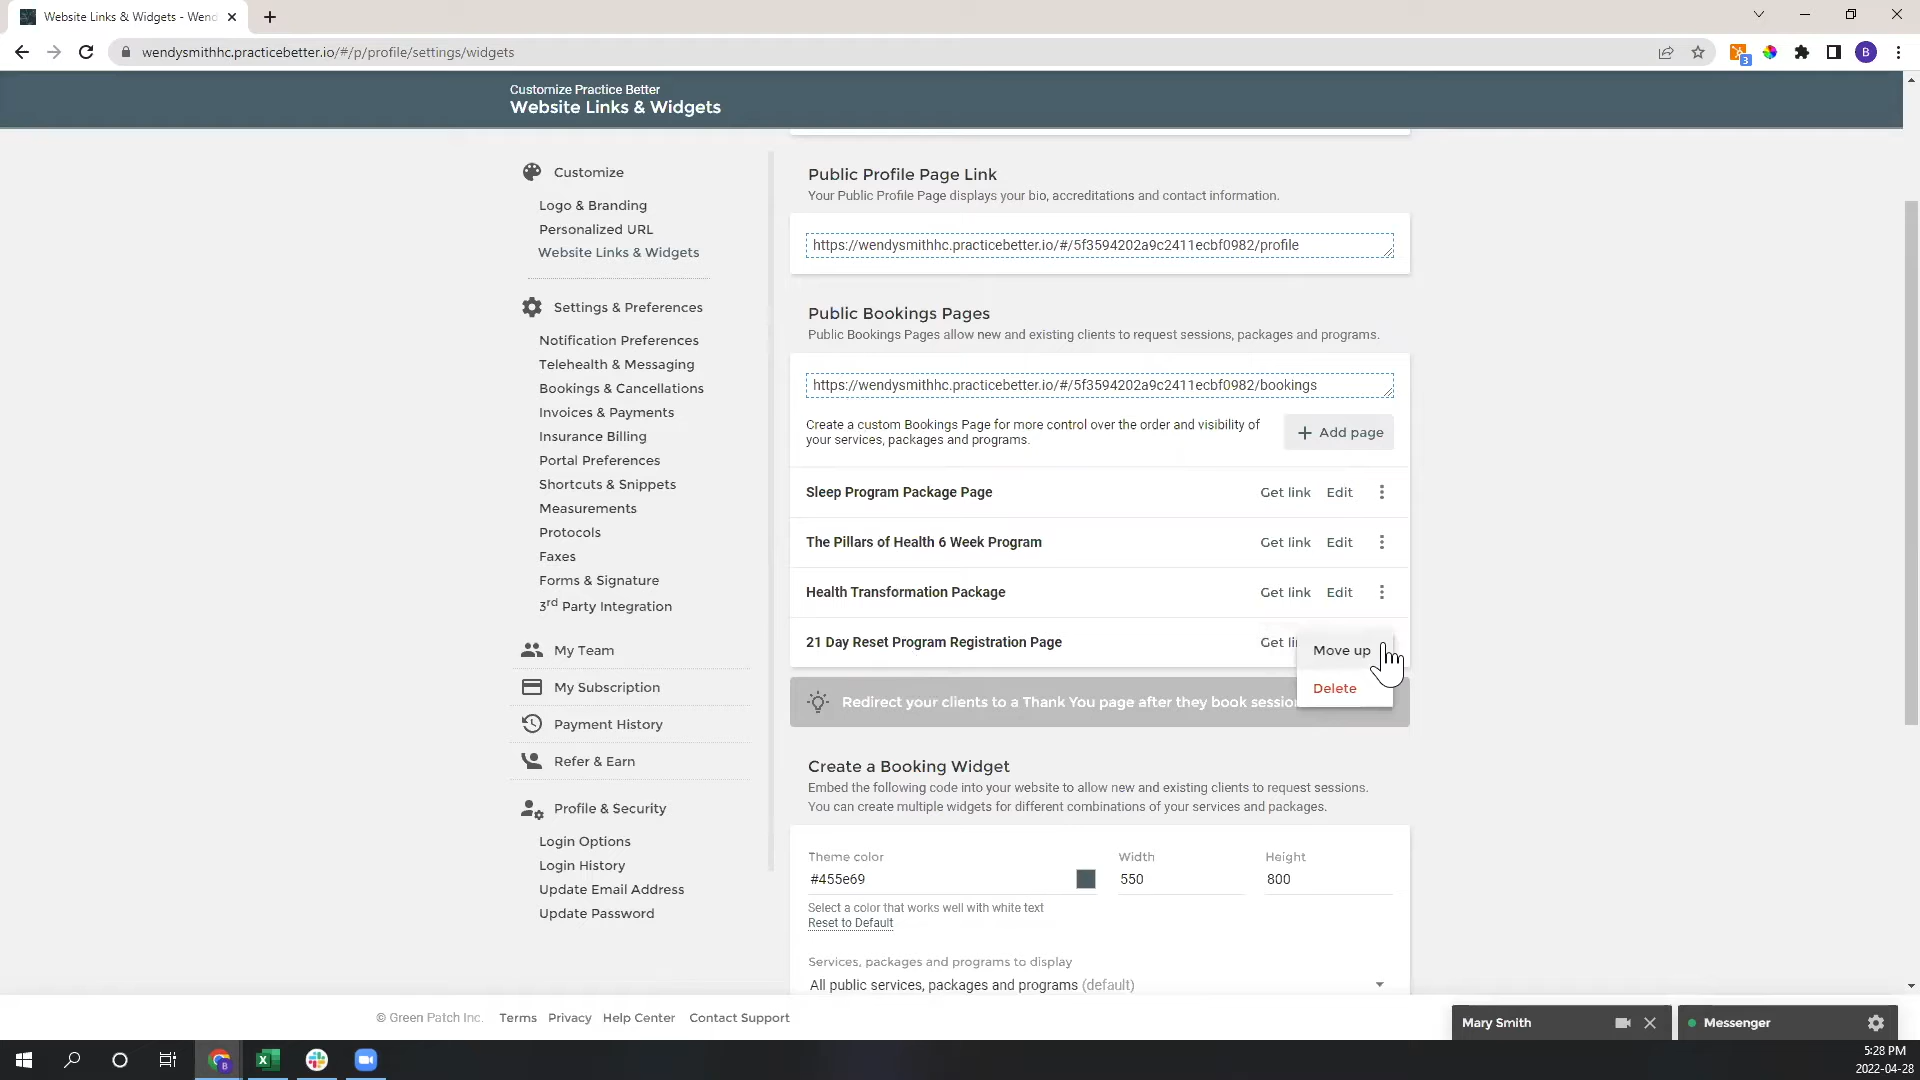 Website Links & Widgets - Wend
wendysmithhc.practicebetter.io/#/p/profile/settings/widgets
3
B
Customize Practice Better
Website Links & Widgets
Customize
Logo & Branding
Personalized URL
Website Links & Widgets
Settings & Preferences
Notification Preferences
Telehealth & Messaging
Bookings & Cancellations
Invoices & Payments
Insurance Billing
Portal Preferences
Shortcuts & Snippets
Measurements
Protocols
Faxes
Forms & Signature
3rd Party Integration
My Team
My Subscription
Payment History
Refer & Earn
Profile & Security
Login Options
Login History
Update Email Address
Update Password
Public Profile Page Link
Your Public Profile Page displays your bio, accreditations and contact information.
https://wendysmithhc.practicebetter.io/#/5f3594202a9c2411ecbf0982/profile
Public Bookings Pages
Public Bookings Pages allow new and existing clients to request sessions, packages and programs.
https://wendysmithhc.practicebetter.io/#/5f3594202a9c2411ecbf0982/bookings
Create a custom Bookings Page for more control over the order and visibility of
your services, packages and programs.
+ Add page
Sleep Program Package Page Get link Edit
The Pillars of Health 6 Week Program Get link Edit
Health Transformation Package Get link Edit
21 Day Reset Program Registration Page Get li
Move up
Delete
Redirect your clients to a Thank You page after they book sessio
Create a Booking Widget
Embed the following code into your website to allow new and existing clients to request sessions.
You can create multiple widgets for different combinations of your services and packages.
Theme color Width Height
#455e69 550 800
Select a color that works well with white text
Reset to Default
Services, packages and programs to display
All public services, packages and programs (default)
© Green Patch Inc. Terms Privacy Help Center Contact Support
Mary Smith
Messenger
5:28 PM
2022-04-28